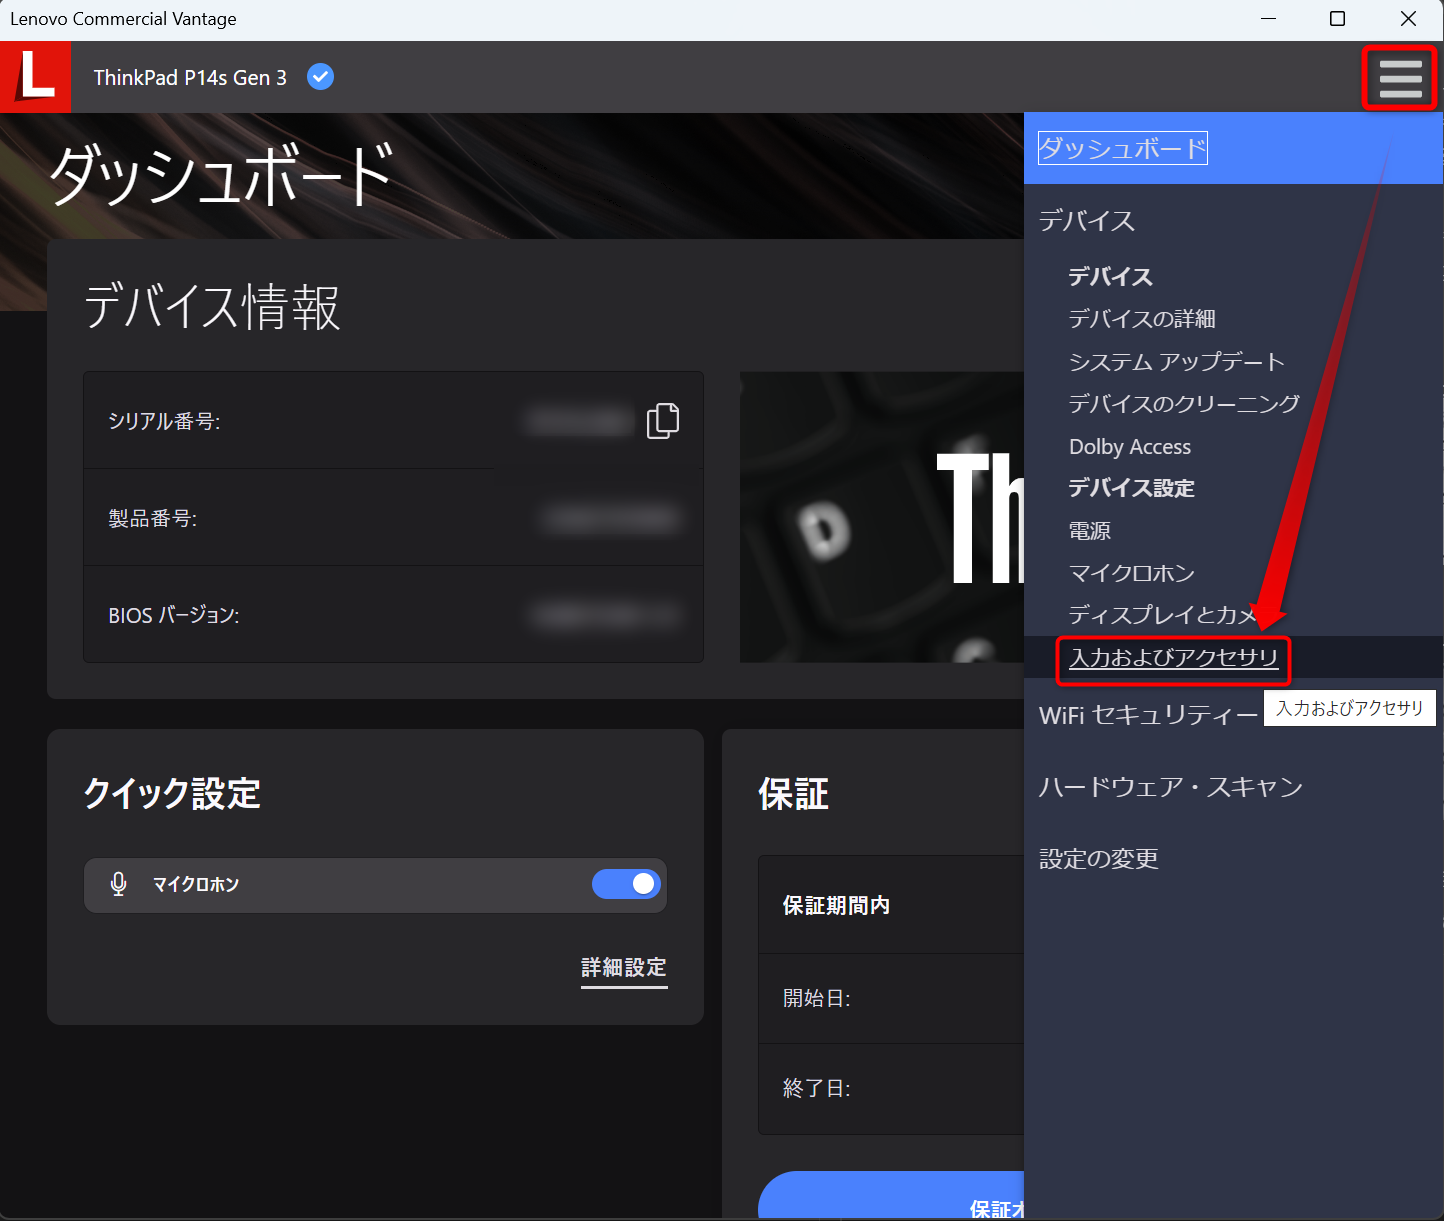 Lenovo Commercial Vantage
L
ThinkPad P14s Gen 3
ダッシュボード
デバイス情報
シリアル番号:
製品番号:
BIOS バージョン:
D
Th
クイック設定
マイクロホン
詳細設定
保証
保証期間内
開始日:
終了日:
保証オ
ダッシュボード
デバイス
デバイス
デバイスの詳細
システム アップデート
デバイスのクリーニング
Dolby Access
デバイス設定
電源
マイクロホン
ディスプレイとカメ
入力およびアクセサリ
WiFi セキュリティー
入力およびアクセサリ
ハードウェア・スキャン
設定の変更